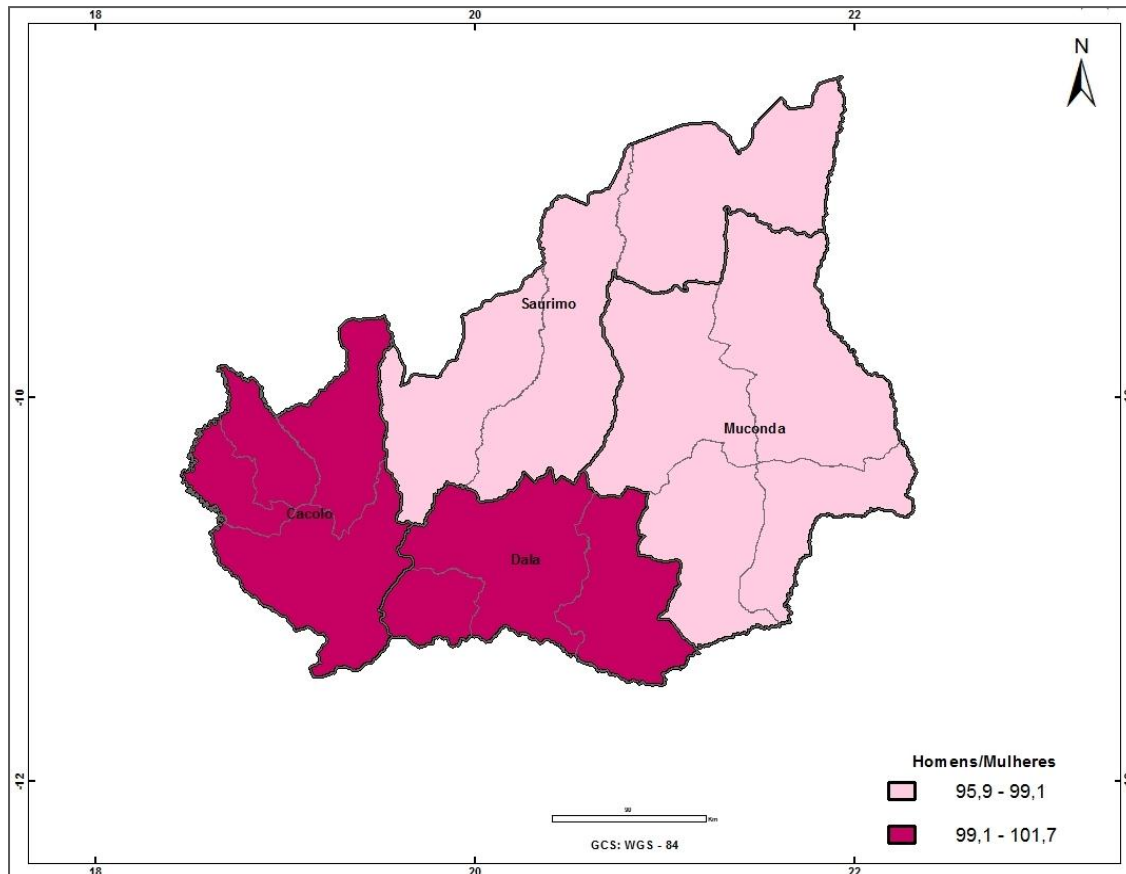 18 20 22
N
Saurimo
-10
Muconda
Cacolo
Dala
-12
Homens/Mulheres
95,9 - 99,1
99,1 - 101,7
90
Km
GCS: WGS - 84
18 20 22